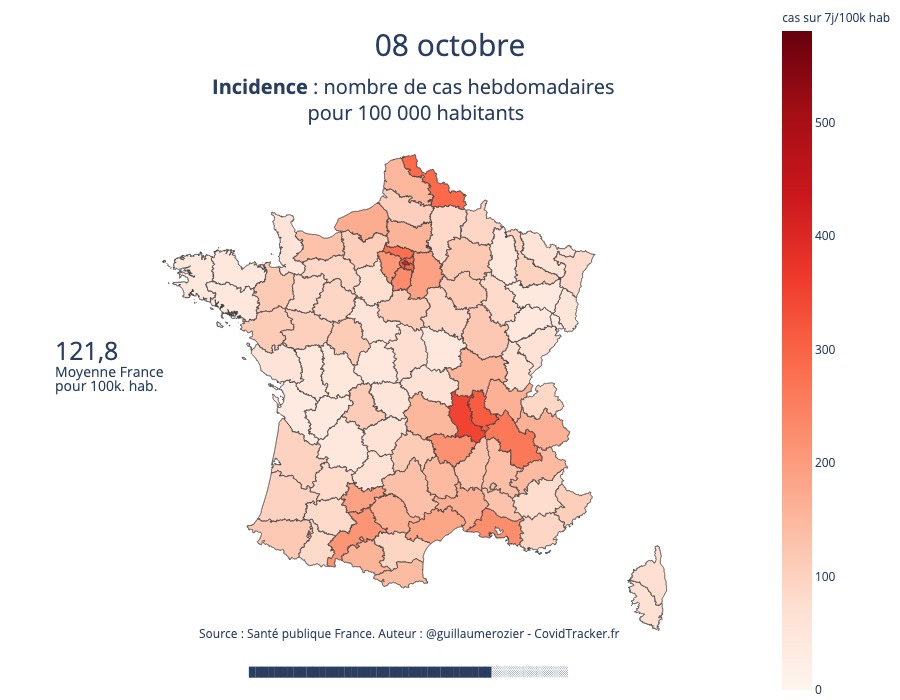 cas sur 7j/100k hab
08 octobre
Incidence : nombre de cas hebdomadaires
pour 100 000 habitants
500
400
300
200
100
0
121,8
Moyenne France
pour 100k. hab.
Source : Santé publique France. Auteur : @guillaumerozier - CovidTracker.fr